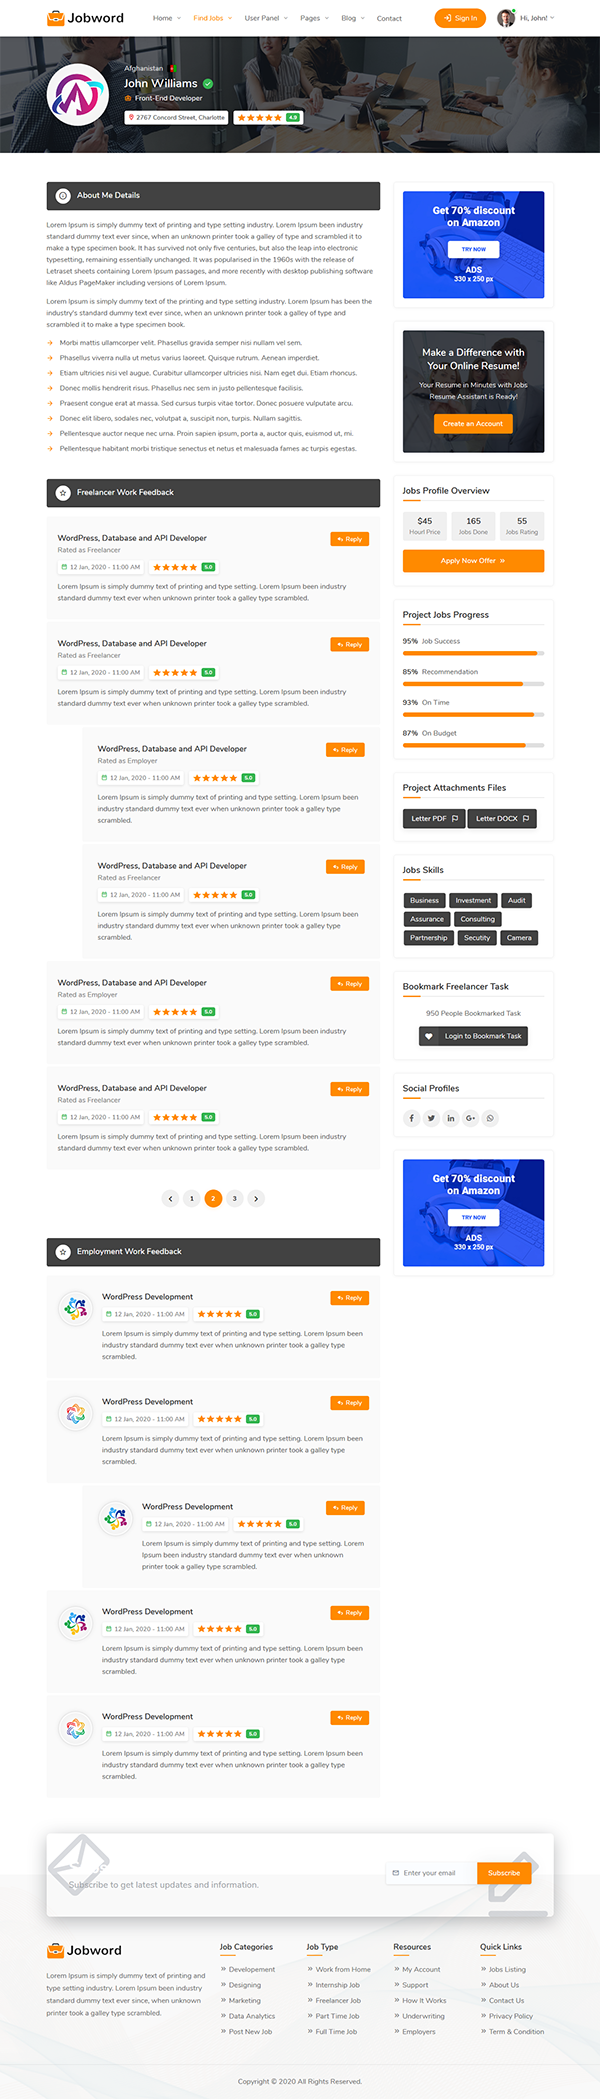 Jobword
Home Find Jobs User Panel Pages Blog Contact Sign In Hi, John!
Afghanistan
John Williams
Front-End Developer
2767 Concord Street, Charlotte 4.9
About Me Details
Lorem Ipsum is simply dummy text of printing and type setting industry. Lorem Ipsum been industry
standard dummy text ever since, when an unknown printer took a galley of type and scrambled it to
make a type specimen book. It has survived not only five centuries, but also the leap into electronic
typesetting, remaining essentially unchanged. It was popularised in the 1960s with the release of
Letraset sheets containing Lorem Ipsum passages, and more recently with desktop publishing software
like Aldus PageMaker including versions of Lorem Ipsum.
Lorem Ipsum is simply dummy text of the printing and type setting industry. Lorem Ipsum has been the
industry's standard dummy text ever since, when an unknown printer took a galley of type and
scrambled it to make a type specimen book.
Morbi mattis ullamcorper velit. Phasellus gravida semper nisi nullam vel sem.
Phasellus viverra nulla ut metus varius laoreet. Quisque rutrum. Aenean imperdiet.
Etiam ultricies nisi vel augue. Curabitur ullamcorper ultricies nisi. Nam eget dui. Etiam rhoncus.
Donec mollis hendrerit risus. Phasellus nec sem in justo pellentesque facilisis.
Praesent congue erat at massa. Sed cursus turpis vitae tortor. Donec posuere vulputate arcu.
Donec elit libero, sodales nec, volutpat a, suscipit non, turpis. Nullam sagittis.
Pellentesque auctor neque nec urna. Proin sapien ipsum, porta a, auctor quis, euismod ut, mi.
Pellentesque habitant morbi tristique senectus et netus et malesuada fames ac turpis egestas.
Freelancer Work Feedback
WordPress, Database and API Developer Reply
Rated as Freelancer
12 Jan, 2020 - 11:00 AM 5.0
Lorem Ipsum is simply dummy text of printing and type setting. Lorem Ipsum been industry
standard dummy text ever when unknown printer took a galley type scrambled.
WordPress, Database and API Developer Reply
Rated as Freelancer
12 Jan, 2020 - 11:00 AM 5.0
Lorem Ipsum is simply dummy text of printing and type setting. Lorem Ipsum been industry
standard dummy text ever when unknown printer took a galley type scrambled.
WordPress, Database and API Developer Reply
Rated as Employer
12 Jan, 2020 - 11:00 AM 5.0
Lorem Ipsum is simply dummy text of printing and type setting. Lorem Ipsum been
industry standard dummy text ever when unknown printer took a galley type
scrambled.
WordPress, Database and API Developer Reply
Rated as Freelancer
12 Jan, 2020 - 11:00 AM 5.0
Lorem Ipsum is simply dummy text of printing and type setting. Lorem Ipsum been
industry standard dummy text ever when unknown printer took a galley type
scrambled.
WordPress, Database and API Developer Reply
Rated as Employer
12 Jan, 2020 - 11:00 AM 5.0
Lorem Ipsum is simply dummy text of printing and type setting. Lorem Ipsum been industry
standard dummy text ever when unknown printer took a galley type scrambled.
WordPress, Database and API Developer Reply
Rated as Freelancer
12 Jan, 2020 - 11:00 AM 5.0
Lorem Ipsum is simply dummy text of printing and type setting. Lorem Ipsum been industry
standard dummy text ever when unknown printer took a galley type scrambled.
1 2 3
Employment Work Feedback
WordPress Development Reply
12 Jan, 2020 - 11:00 AM 5.0
Lorem Ipsum is simply dummy text of printing and type setting. Lorem Ipsum been
industry standard dummy text ever when unknown printer took a galley type
scrambled.
WordPress Development Reply
12 Jan, 2020 - 11:00 AM 5.0
Lorem Ipsum is simply dummy text of printing and type setting. Lorem Ipsum been
industry standard dummy text ever when unknown printer took a galley type
scrambled.
WordPress Development Reply
12 Jan, 2020 - 11:00 AM 5.0
Lorem Ipsum is simply dummy text of printing and type setting. Lorem
Ipsum been industry standard dummy text ever when unknown
printer took a galley type scrambled.
WordPress Development Reply
12 Jan, 2020 - 11:00 AM 5.0
Lorem Ipsum is simply dummy text of printing and type setting. Lorem Ipsum been
industry standard dummy text ever when unknown printer took a galley type
scrambled.
WordPress Development Reply
12 Jan, 2020 - 11:00 AM 5.0
Lorem Ipsum is simply dummy text of printing and type setting. Lorem Ipsum been
industry standard dummy text ever when unknown printer took a galley type
scrambled.
Get 70% discount
on Amazon
TRY NOW
ADS
330 x 250 px
Make a Difference with
Your Online Resume!
Your Resume in Minutes with Jobs
Resume Assistant is Ready!
Create an Account
Jobs Profile Overview
$45 165 55
Hourl Price Jobs Done Jobs Rating
Apply Now Offer
Project Jobs Progress
95% Job Success
85% Recommendation
93% On Time
87% On Budget
Project Attachments Files
Letter PDF Letter DOCX
Jobs Skills
Business Investment Audit
Assurance Consulting
Partnership Secutity Camera
Bookmark Freelancer Task
950 People Bookmarked Task
Login to Bookmark Task
Social Profiles
Get 70% discount
on Amazon
TRY NOW
ADS
330 x 250 px
Subscribe to get latest updates and information.
Enter your email Subscribe
Jobword
Lorem Ipsum is simply dummy text of printing and
type setting industry. Lorem Ipsum been industry
standard dummy text ever since, when unknown
printer took a galley type scrambled.
Job Categories
Developement
Designing
Marketing
Data Analytics
Post New Job
Job Type
Work from Home
Internship Job
Freelancer Job
Part Time Job
Full Time Job
Resources
My Account
Support
How It Works
Underwriting
Employers
Quick Links
Jobs Listing
About Us
Contact Us
Privacy Policy
Term & Condition
Copyright © 2020 All Rights Reserved.